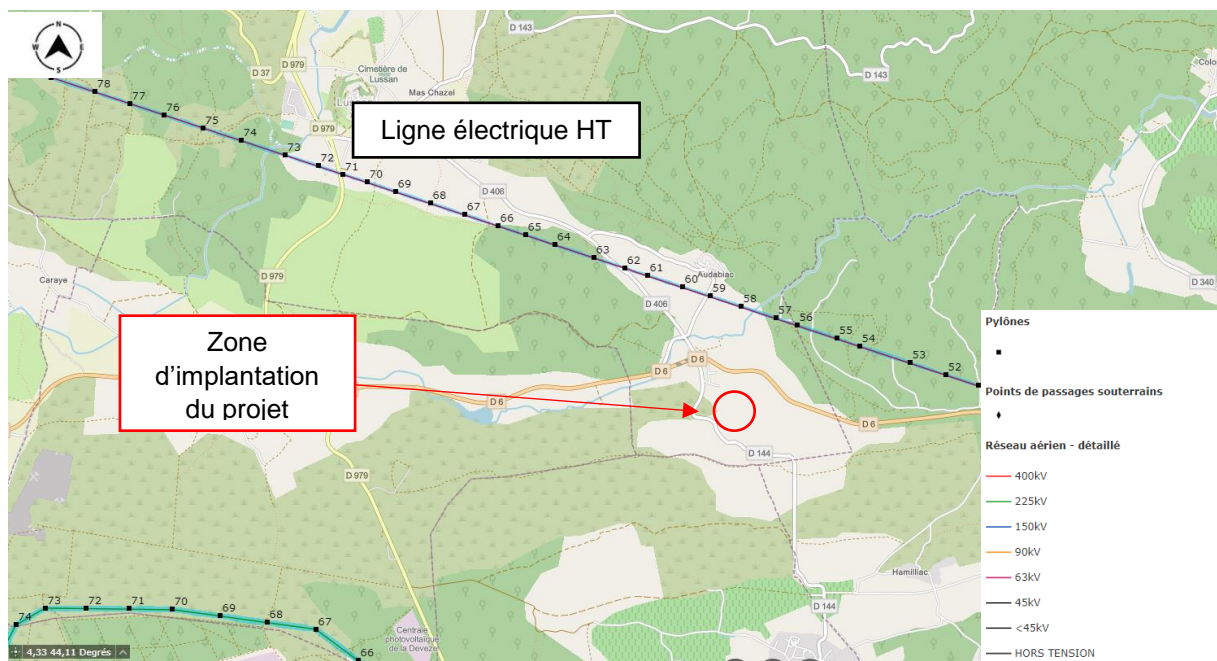 N
W
E
S
D 143
D 37
D 979
Cimetière de
Lussan
D 143
Colo
78
77
Mas Chazel
76
Lussan
75
D 979
Ligne électrique HT
74
73
72
71
70
69
D 406
68
67
66
65
64
63
Caraye
D 979
62
61
Audabiac
60
59
D 340
D 406
58
57
56
55
54
53
52
Zone
d'implantation
du projet
D 6
D 6
D 6
D 144
D 979
Hamillac
D 144
74
73
72
71
70
69
68
67
66
Centrale
photovoltaïque
de la Devèze
4,33 44,11 Degrés
Pylônes
Points de passages souterrains
Réseau aérien - détaillé
400kV
225kV
150kV
90kV
63kV
45kV
<45kV
HORS TENSION